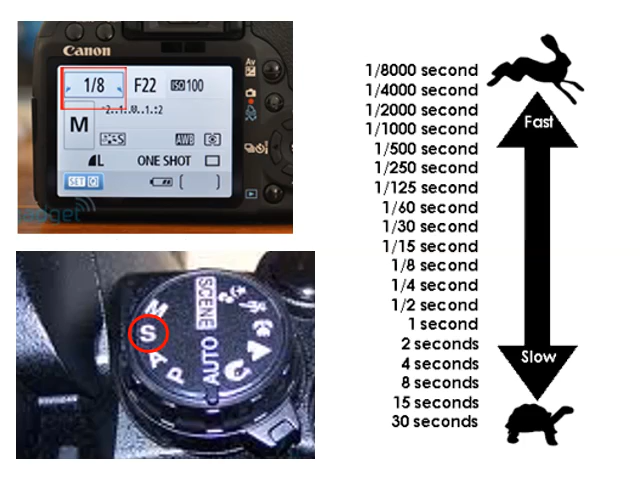 Canon
1/8 F22 ISO 100
M
S
AWB
L ONE SHOT
SET Q
Av
gadget
SCENE
M
S
A
P
AUTO
1/8000 second
1/4000 second
1/2000 second
1/1000 second
1/500 second
1/250 second
1/125 second
1/60 second
1/30 second
1/15 second
1/8 second
1/4 second
1/2 second
1 second
2 seconds
4 seconds
8 seconds
15 seconds
30 seconds
Fast
Slow